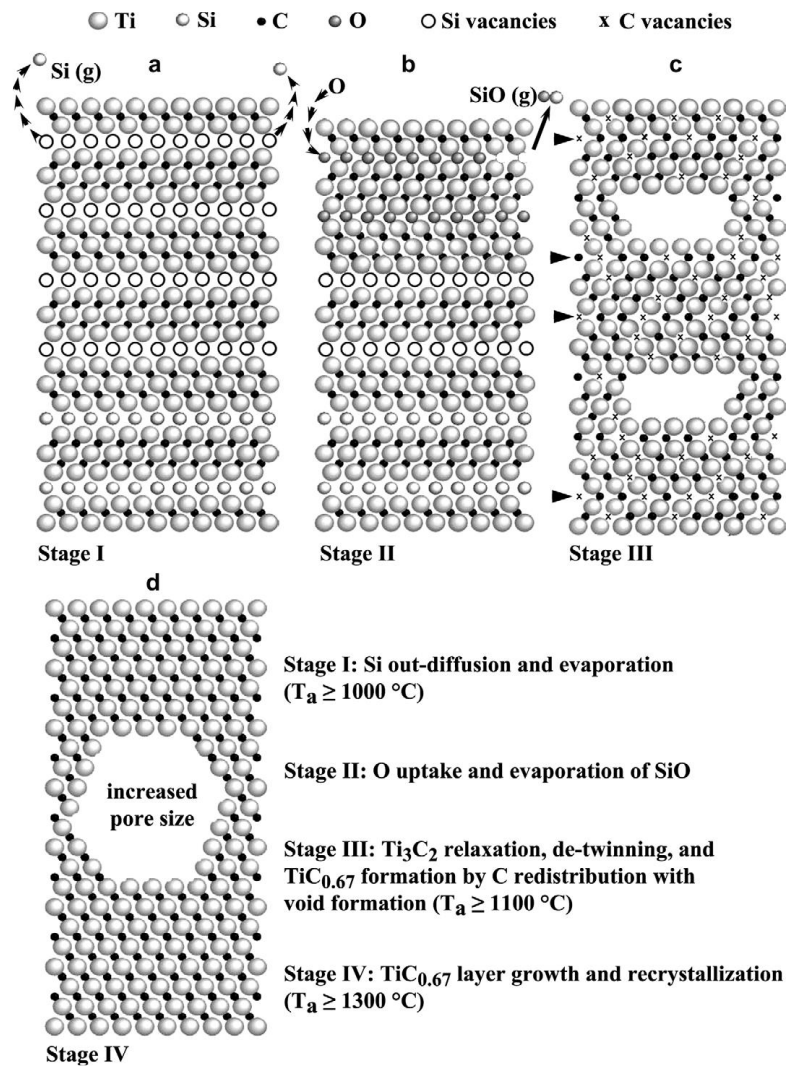 Ti Si C O Si vacancies x C vacancies
a b c
Si (g) O SiO (g)
Stage I Stage II Stage III
d
increased
pore size
Stage IV
Stage I: Si out-diffusion and evaporation
(Ta ≥ 1000 °C)
Stage II: O uptake and evaporation of SiO
Stage III: Ti3C2 relaxation, de-twinning, and
TiC0.67 formation by C redistribution with
void formation (Ta ≥ 1100 °C)
Stage IV: TiC0.67 layer growth and recrystallization
(Ta ≥ 1300 °C)